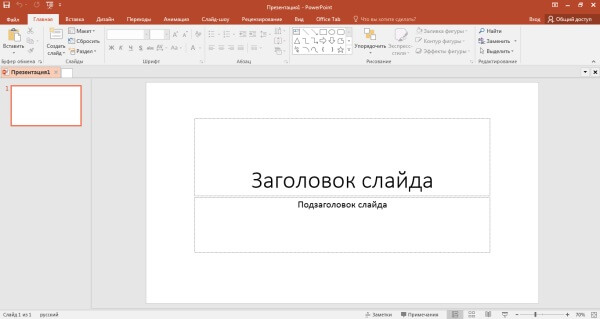 Презентация1 - PowerPoint
Файл Главная Вставка Дизайн Переходы Анимация Слайд-шоу Рецензирование Вид Office Tab Что вы хотите сделать? Вход Общий доступ
Вставить
Создать слайд
Макет
Сбросить
Раздел
Упорядочить
Экспресс-стили
Заливка фигуры
Контур фигуры
Эффекты фигуры
Найти
Заменить
Выделить
Буфер обмена Слайды Шрифт Абзац Рисование Редактирование
Презентация1
1
Заголовок слайда
Подзаголовок слайда
Слайд 1 из 1 русский Заметки Примечания 70%